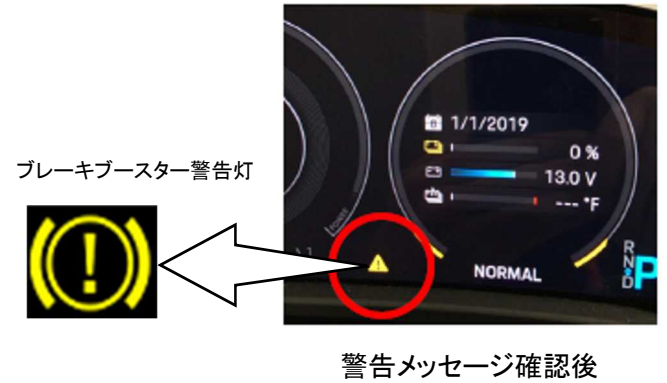 1/1/2019
0 %
ブレーキブースター警告灯
13.0 V
--- °F
POWER
NORMAL
R
N
D
P
警告メッセージ確認後